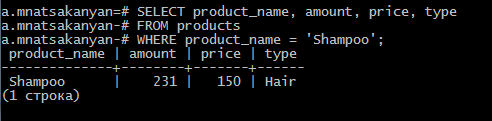 a.mnatsakanyan=# SELECT product_name, amount, price, type
a.mnatsakanyan-# FROM products
a.mnatsakanyan-# WHERE product_name = 'Shampoo';
 product_name | amount | price | type
--------------+--------+-------+------
 Shampoo      |    231 |   150 | Hair
(1 строка)